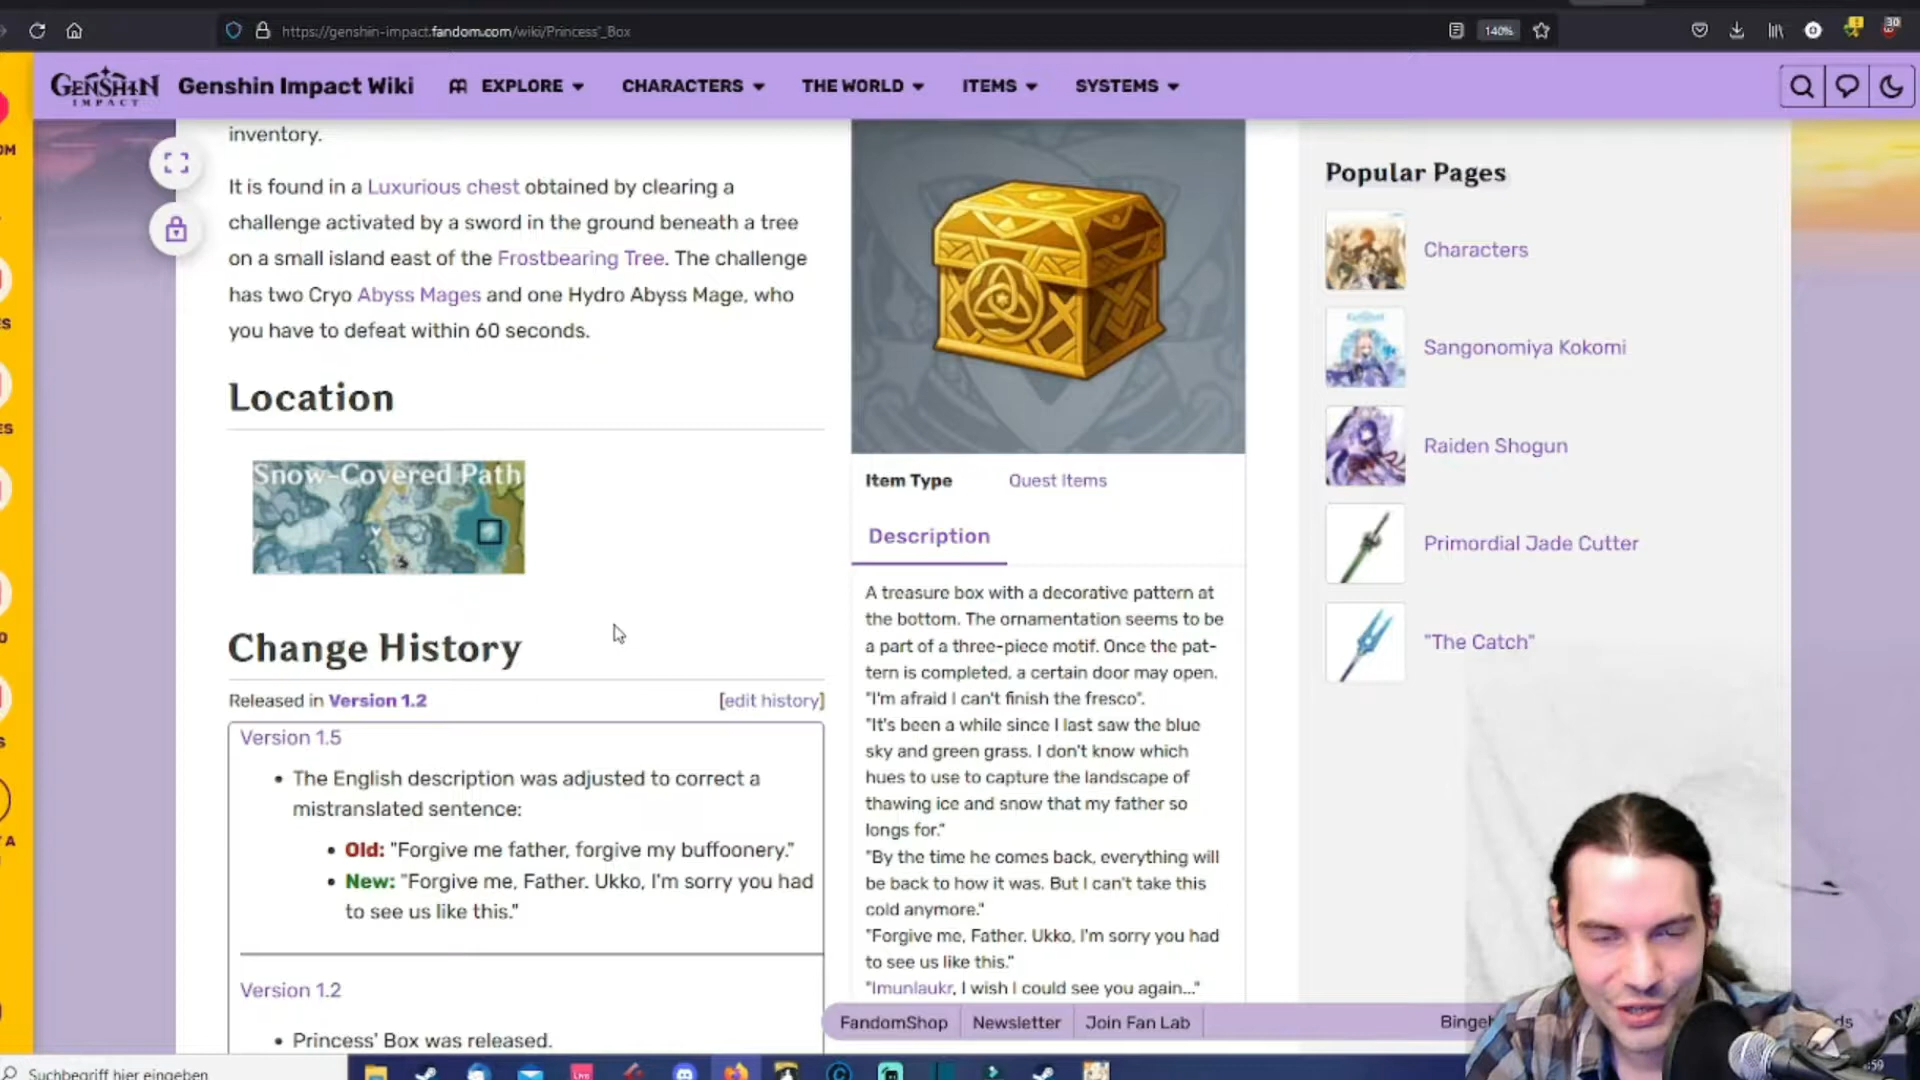 https://genshin-impact.fandom.com/wiki/Princess'_Box
140%
30
GENSHIN
IMPACT
Genshin Impact Wiki
EXPLORE
CHARACTERS
THE WORLD
ITEMS
SYSTEMS
inventory.
It is found in a Luxurious chest obtained by clearing a
challenge activated by a sword in the ground beneath a tree
on a small island east of the Frostbearing Tree. The challenge
has two Cryo Abyss Mages and one Hydro Abyss Mage, who
you have to defeat within 60 seconds.
Location
Snow-Covered Path
Change History
Released in Version 1.2
[edit history]
Version 1.5
• The English description was adjusted to correct a
mistranslated sentence:
• Old: "Forgive me father, forgive my buffoonery."
• New: "Forgive me, Father. Ukko, I'm sorry you had
to see us like this."
Version 1.2
• Princess' Box was released.
Item Type
Quest Items
Description
A treasure box with a decorative pattern at
the bottom. The ornamentation seems to be
a part of a three-piece motif. Once the pat-
tern is completed, a certain door may open.
"I'm afraid I can't finish the fresco".
"It's been a while since I last saw the blue
sky and green grass. I don't know which
hues to use to capture the landscape of
thawing ice and snow that my father so
longs for."
"By the time he comes back, everything will
be back to how it was. But I can't take this
cold anymore."
"Forgive me, Father. Ukko, I'm sorry you had
to see us like this."
"Imunlaukr, I wish I could see you again..."
Popular Pages
Characters
Sangonomiya Kokomi
Raiden Shogun
Primordial Jade Cutter
"The Catch"
FandomShop
Newsletter
Join Fan Lab
Suchbegriff hier eingeben